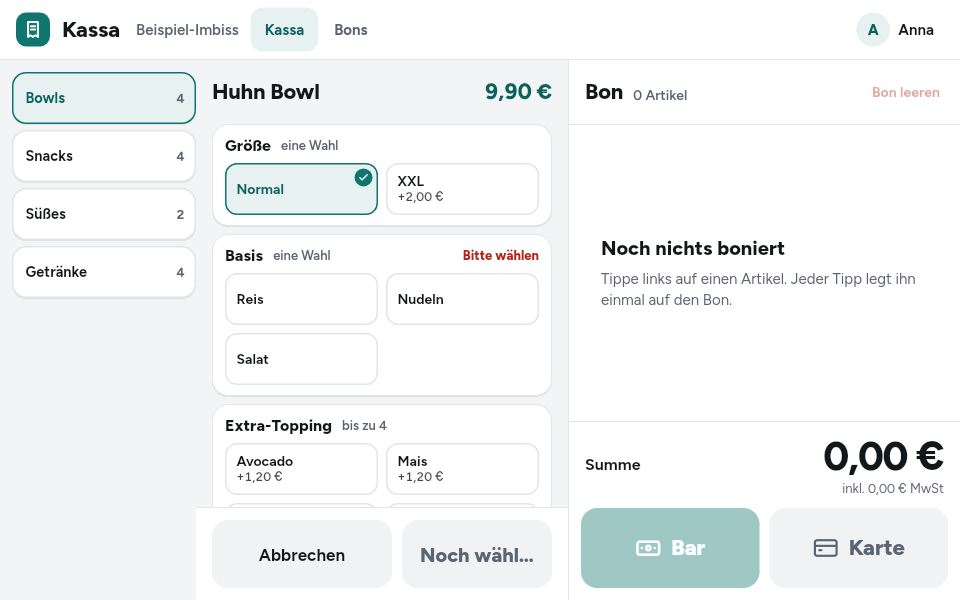 Kassa
Beispiel-Imbiss
Kassa
Bons
A
Anna
Bowls
4
Snacks
4
Süßes
2
Getränke
4
Huhn Bowl
9,90 €
Größe
eine Wahl
Normal
XXL
+2,00 €
Basis
eine Wahl
Bitte wählen
Reis
Nudeln
Salat
Extra-Topping
bis zu 4
Avocado
+1,20 €
Mais
+1,20 €
Abbrechen
Noch wähl...
Bon
0 Artikel
Bon leeren
Noch nichts boniert
Tippe links auf einen Artikel. Jeder Tipp legt ihn
einmal auf den Bon.
Summe
0,00 €
inkl. 0,00 € MwSt
Bar
Karte